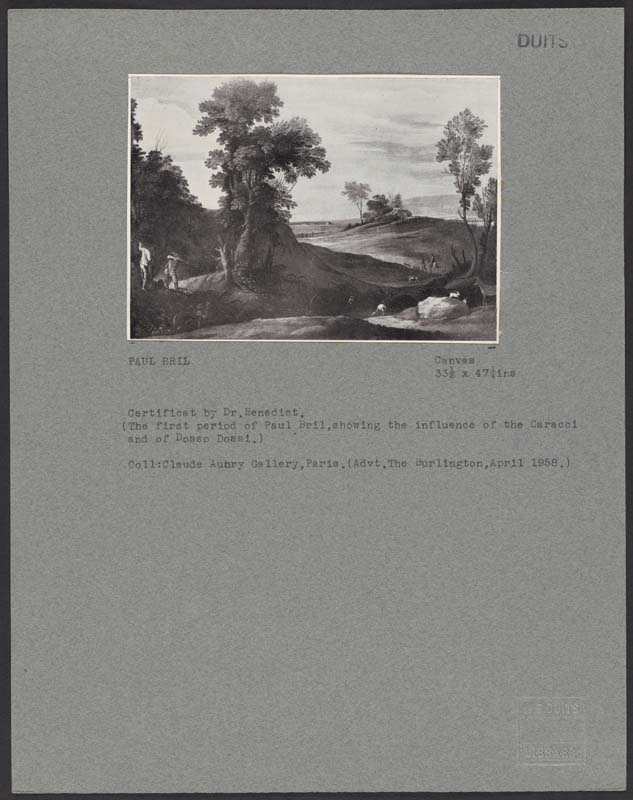 DUITS
PAUL BRIL
Canvas
33½ x 47¼ins
Certificat by Dr.Benedict.
(The first period of Paul Bril,showing the influence of the Caracci
and of Dosso Dossi.)
Coll:Claude Aubry Gallery,Paris.(Advt.The Burlington,April 1958.)
DUITS
LIBRARY